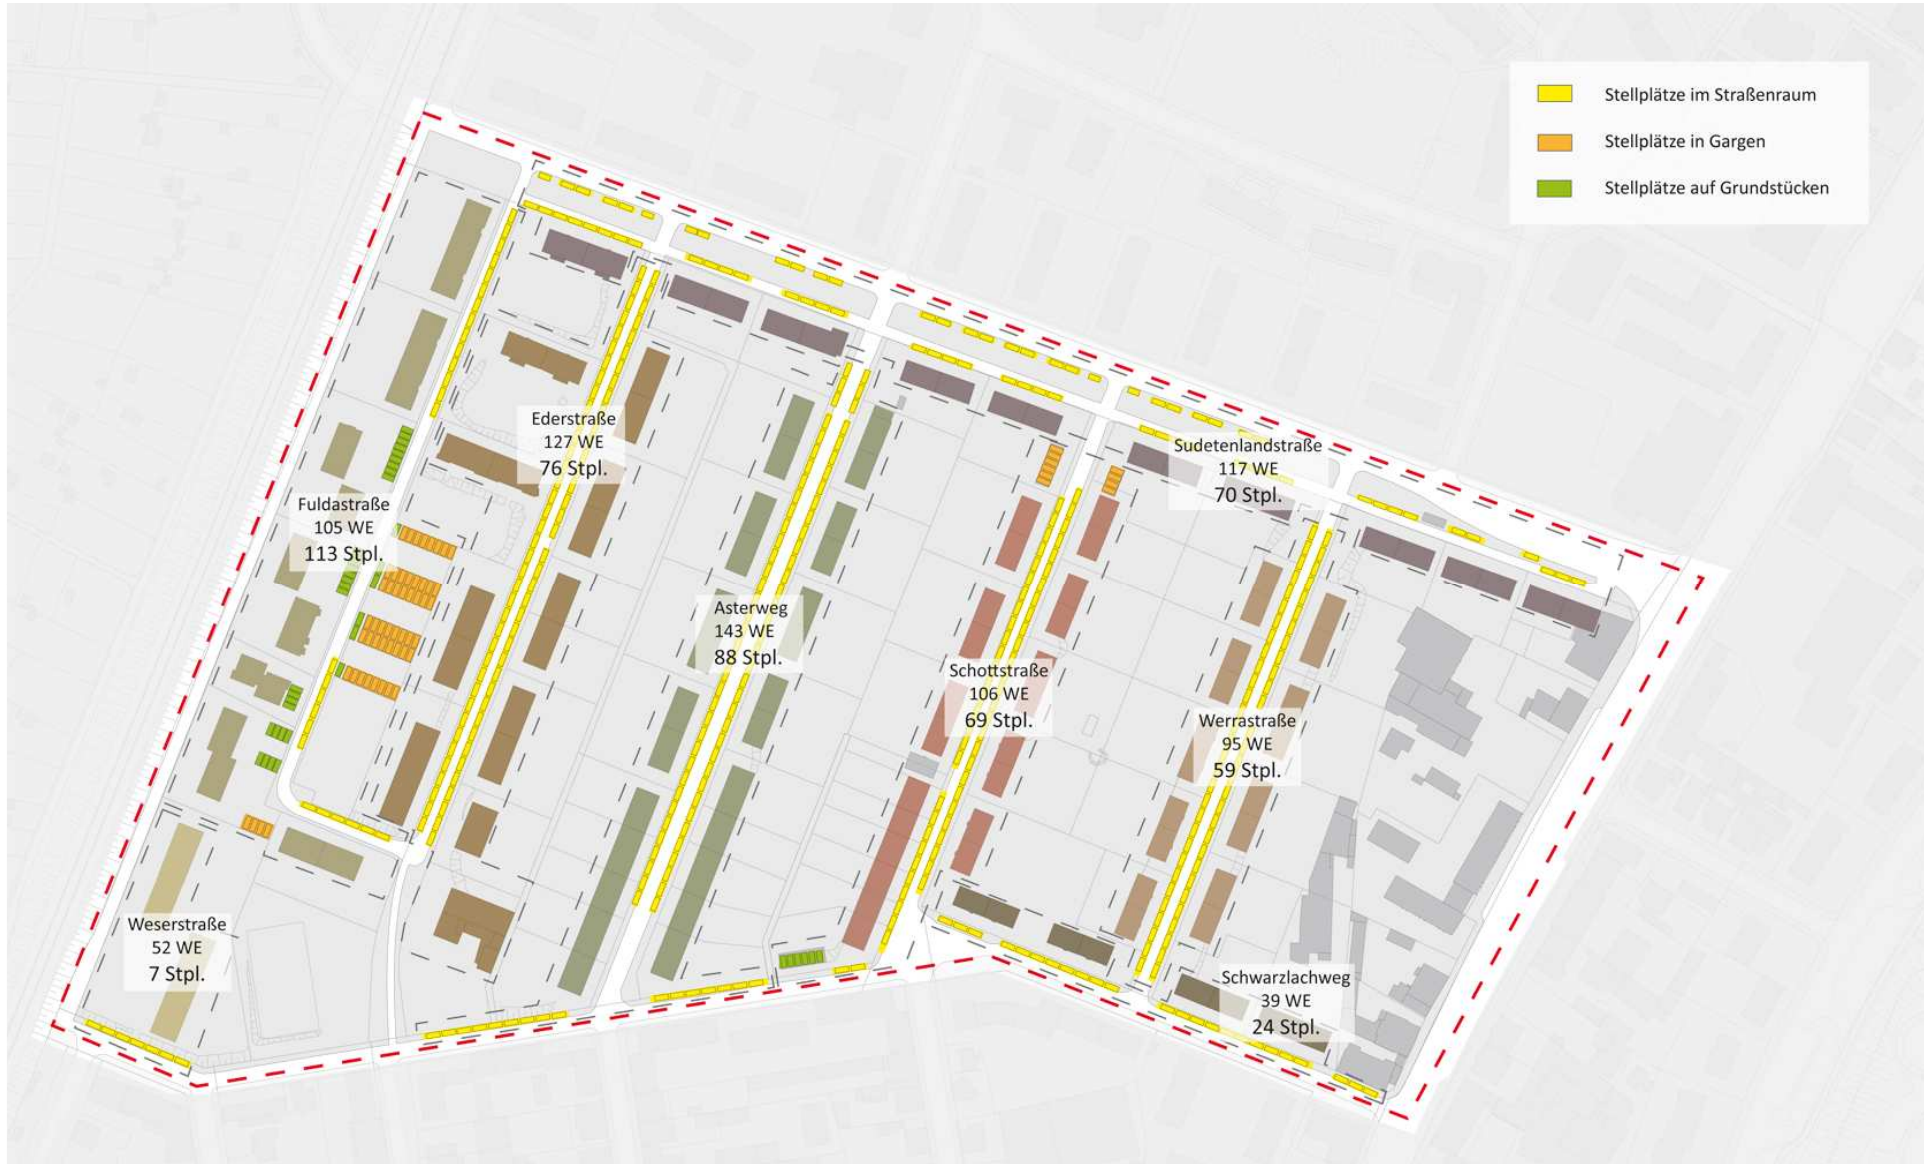 Stellplätze im Straßenraum
Stellplätze in Gargen
Stellplätze auf Grundstücken
Ederstraße
127 WE
76 Stpl.
Sudetenlandstraße
117 WE
70 Stpl.
Fuldastraße
105 WE
113 Stpl.
Asterweg
143 WE
88 Stpl.
Schottstraße
106 WE
69 Stpl.
Werrastraße
95 WE
59 Stpl.
Weserstraße
52 WE
7 Stpl.
Schwarzlachweg
39 WE
24 Stpl.